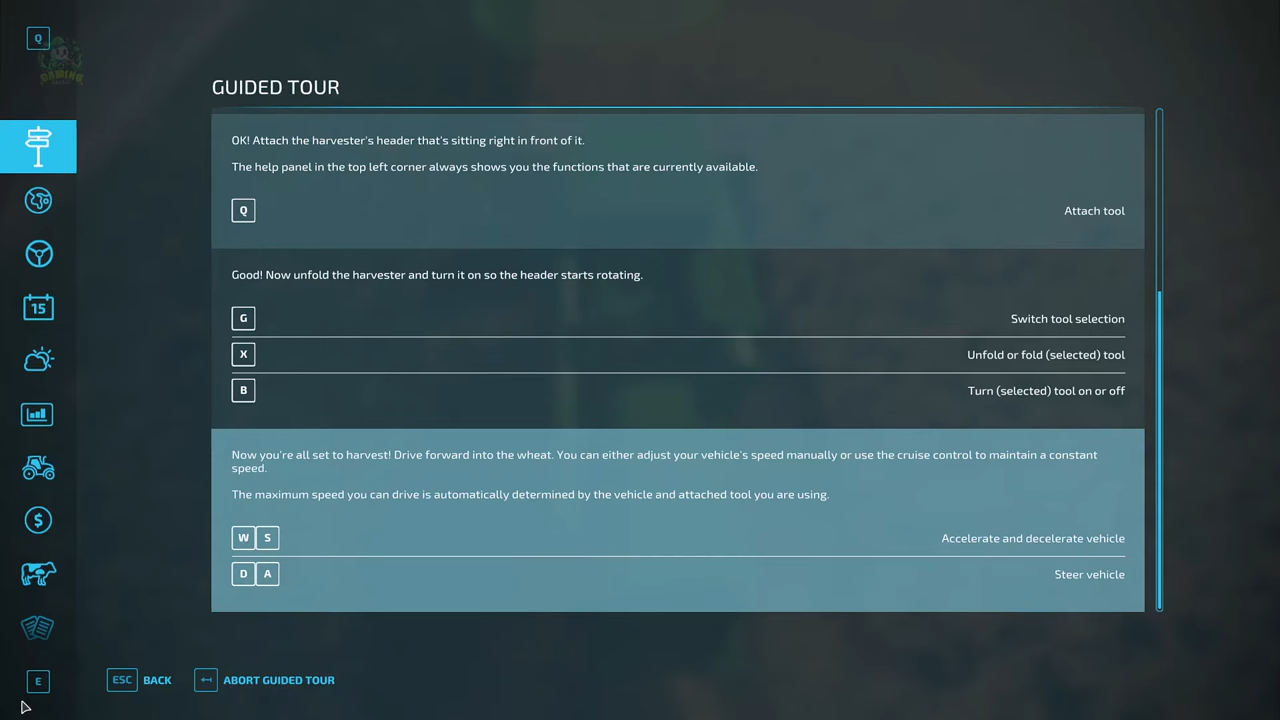 Q
GAMING
GUIDED TOUR
OK! Attach the harvester's header that's sitting right in front of it.
The help panel in the top left corner always shows you the functions that are currently available.
Q Attach tool
Good! Now unfold the harvester and turn it on so the header starts rotating.
G Switch tool selection
X Unfold or fold (selected) tool
B Turn (selected) tool on or off
Now you're all set to harvest! Drive forward into the wheat. You can either adjust your vehicle's speed manually or use the cruise control to maintain a constant
speed.
The maximum speed you can drive is automatically determined by the vehicle and attached tool you are using.
W S Accelerate and decelerate vehicle
D A Steer vehicle
15
$
E
ESC BACK ABORT GUIDED TOUR